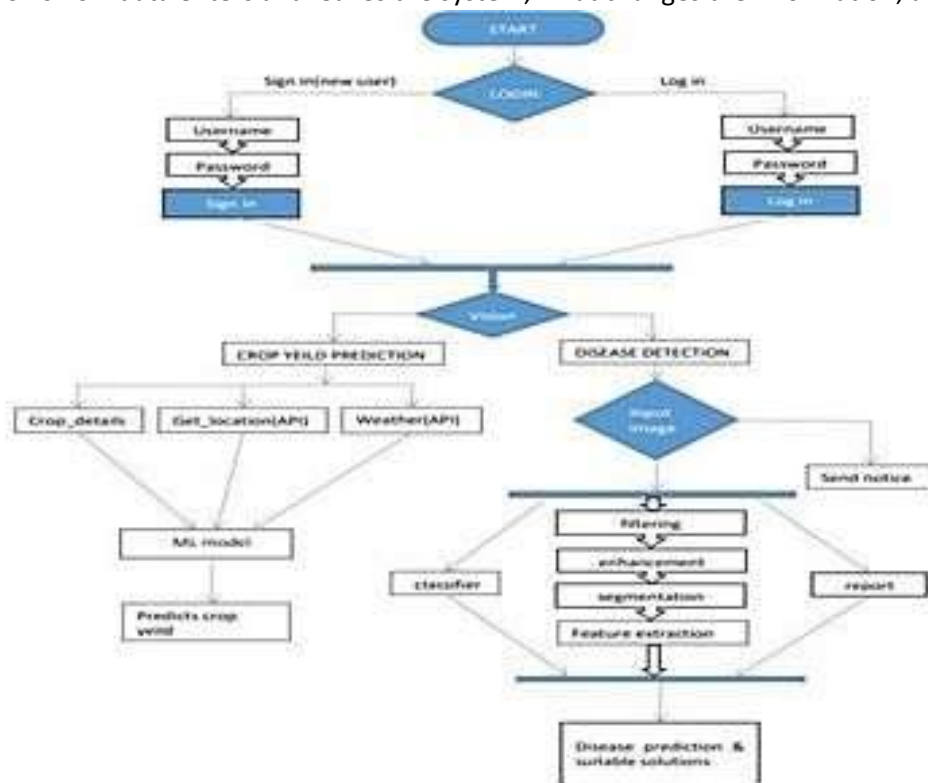 START
Sign in(new user)
Log in
LOGIN
Username
Username
Password
Password
Sign in
Log in
Vision
CROP YEILD PREDICTION
DISEASE DETECTION
Crop_details
Get_location(API)
Weather(API)
Input
image
Send notice
ML model
filtering
enhancement
classifier
report
segmentation
Feature extraction
Predicts crop
Disease prediction &
suitable solutions